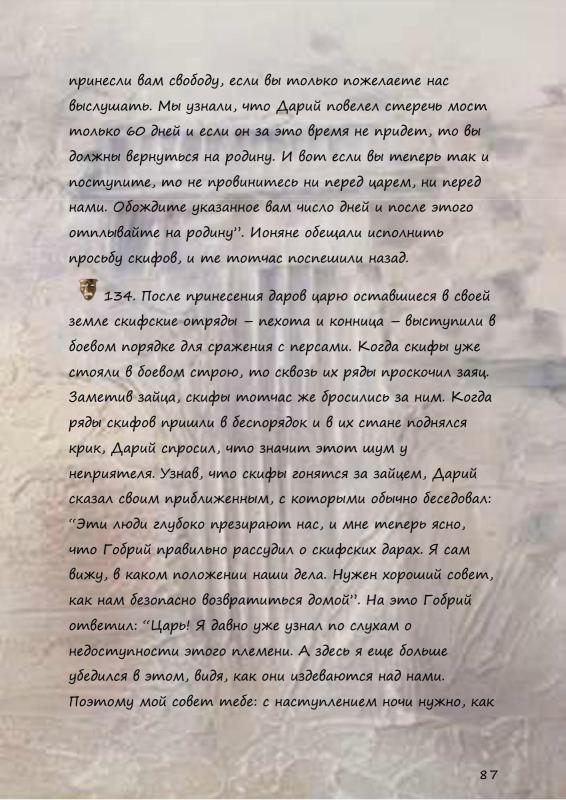 принесли вам свободу, если вы только пожелаете нас
выслушать. Мы узнали, что Дарий повелел стеречь мост
только 60 дней и если он за это время не придет, то вы
должны вернуться на родину. И вот если вы теперь так и
поступите, то не провинитесь ни перед царем, ни перед
нами. Обождите указанное вам число дней и после этого
отплывайте на родину”. Ионяне обещали исполнить
просьбу скифов, и те тотчас поспешили назад.
134. После принесения даров царю оставшиеся в своей
земле скифские отряды – пехота и конница – выступили в
боевом порядке для сражения с персами. Когда скифы уже
стояли в боевом строю, то сквозь их ряды проскочил заяц.
Заметив зайца, скифы тотчас же бросились за ним. Когда
ряды скифов пришли в беспорядок и в их стане поднялся
крик, Дарий спросил, что значит этот шум у
неприятеля. Узнав, что скифы гонятся за зайцем, Дарий
сказал своим приближенным, с которыми обычно беседовал:
“Эти люди глубоко презирают нас, и мне теперь ясно,
что Гобрий правильно рассудил о скифских дарах. Я сам
вижу, в каком положении наши дела. Нужен хороший совет,
как нам безопасно возвратиться домой”. На это Гобрий
ответил: “Царь! Я давно уже узнал по слухам о
недоступности этого племени. А здесь я еще больше
убедился в этом, видя, как они издеваются над нами.
Поэтому мой совет тебе: с наступлением ночи нужно, как
87